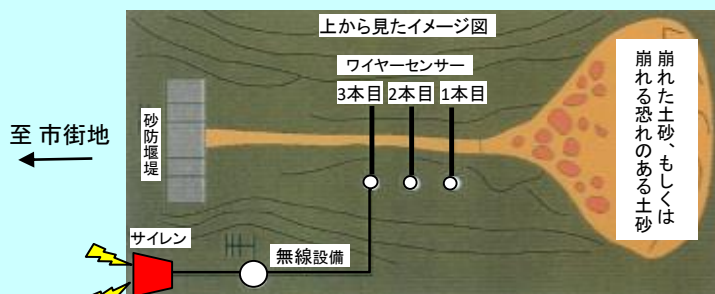 上から見たイメージ図
ワイヤーセンサー
3本目 2本目 1本目
崩れた土砂、もしくは
崩れる恐れのある土砂
砂防堰堤
至 市街地
サイレン
無線設備